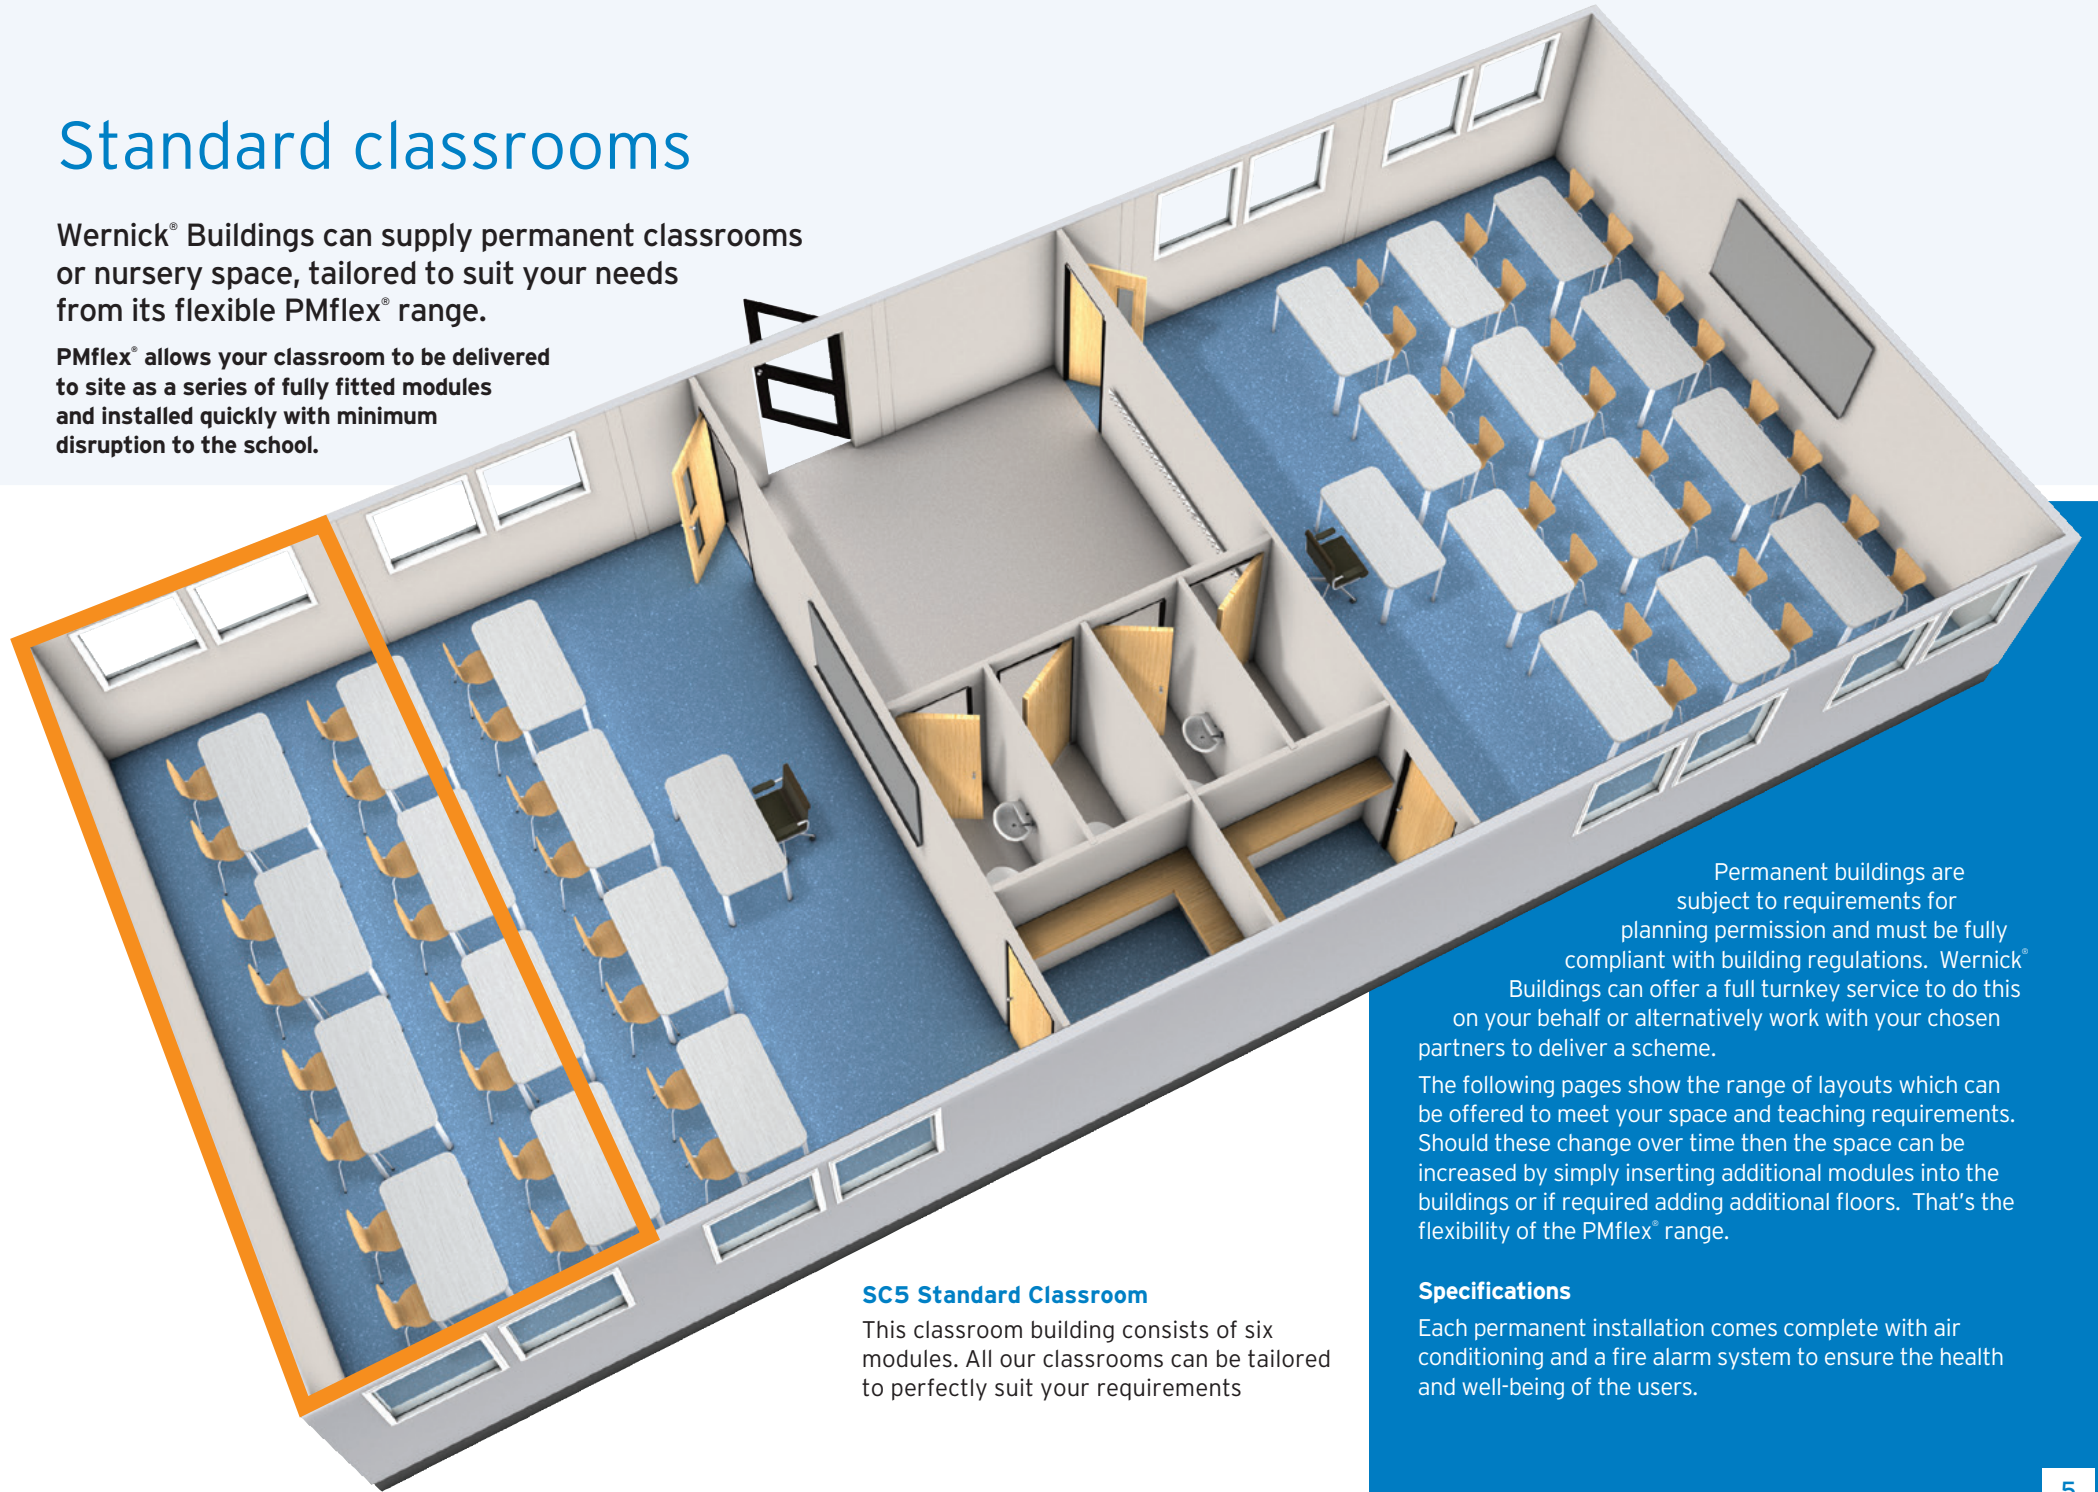 Standard classrooms
Wernick® Buildings can supply permanent classrooms
or nursery space, tailored to suit your needs
from its flexible PMflex® range.
PMflex® allows your classroom to be delivered
to site as a series of fully fitted modules
and installed quickly with minimum
disruption to the school.
SC5 Standard Classroom
This classroom building consists of six
modules. All our classrooms can be tailored
to perfectly suit your requirements
Permanent buildings are
subject to requirements for
planning permission and must be fully
compliant with building regulations. Wernick®
Buildings can offer a full turnkey service to do this
on your behalf or alternatively work with your chosen
partners to deliver a scheme.
The following pages show the range of layouts which can
be offered to meet your space and teaching requirements.
Should these change over time then the space can be
increased by simply inserting additional modules into the
buildings or if required adding additional floors. That's the
flexibility of the PMflex® range.
Specifications
Each permanent installation comes complete with air
conditioning and a fire alarm system to ensure the health
and well-being of the users.
5